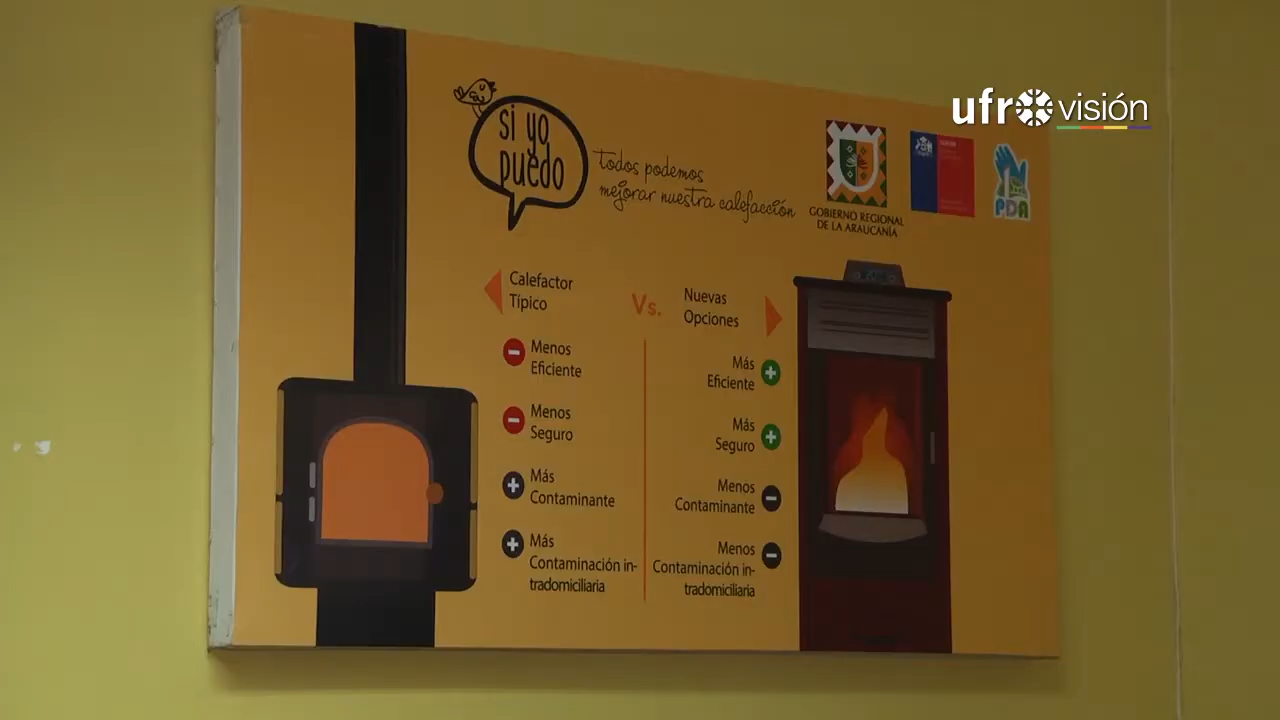 ufro visión
si yo
puedo
todos podemos
mejorar nuestra calefacción
GOBIERNO REGIONAL
DE LA ARAUCANÍA
PDA
Calefactor
Típico
Vs.
Nuevas
Opciones
Menos
Eficiente
Menos
Seguro
Más
Contaminante
Más
Contaminación in-
tradomiciliaria
Más
Eficiente
Más
Seguro
Menos
Contaminante
Menos
Contaminación in-
tradomiciliaria